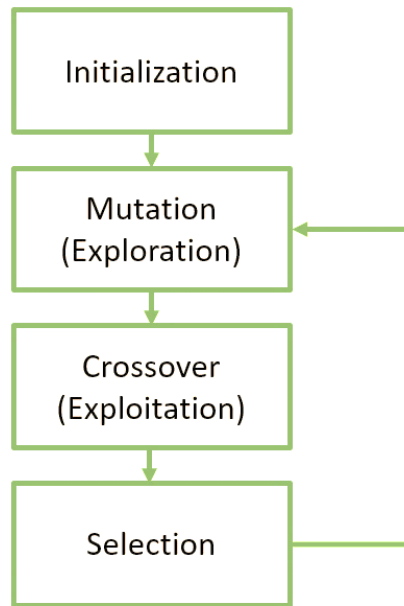 Initialization
Mutation
(Exploration)
Crossover
(Exploitation)
Selection